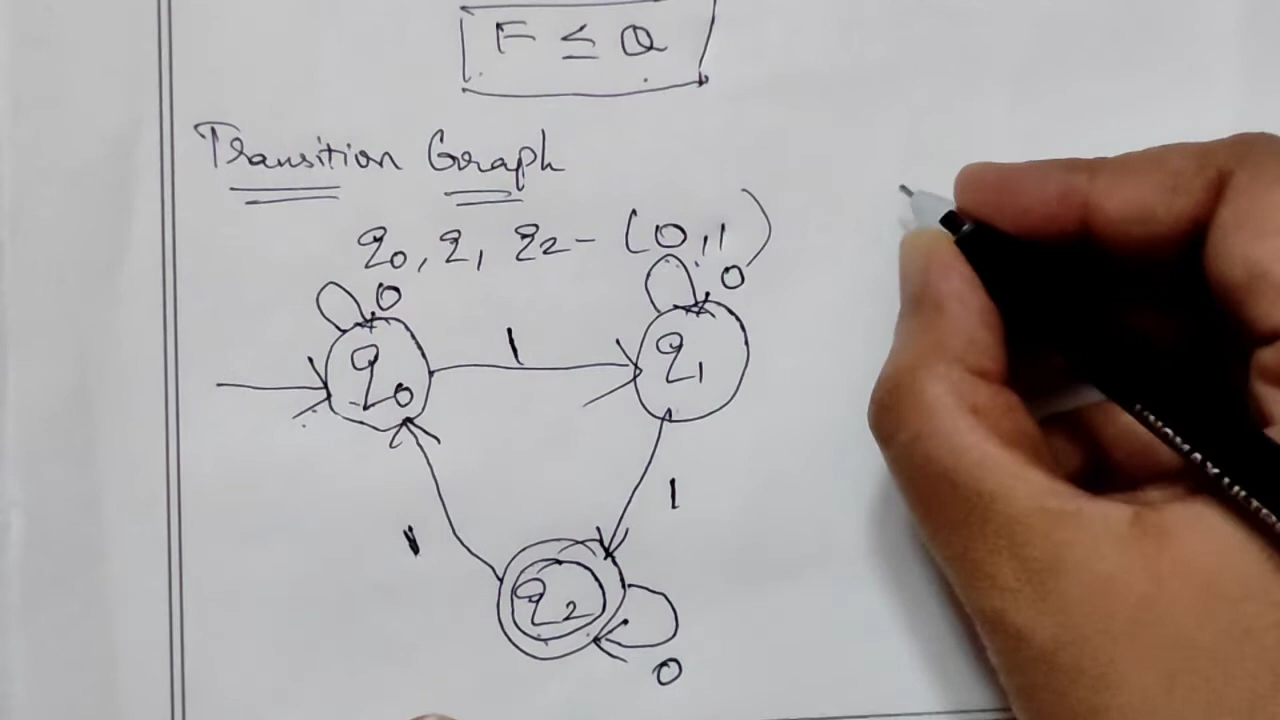 F ≤ Q
Transition Graph
q0, q1 q2 - (0,1)
0
0
q0
1
q1
1
1
q2
0